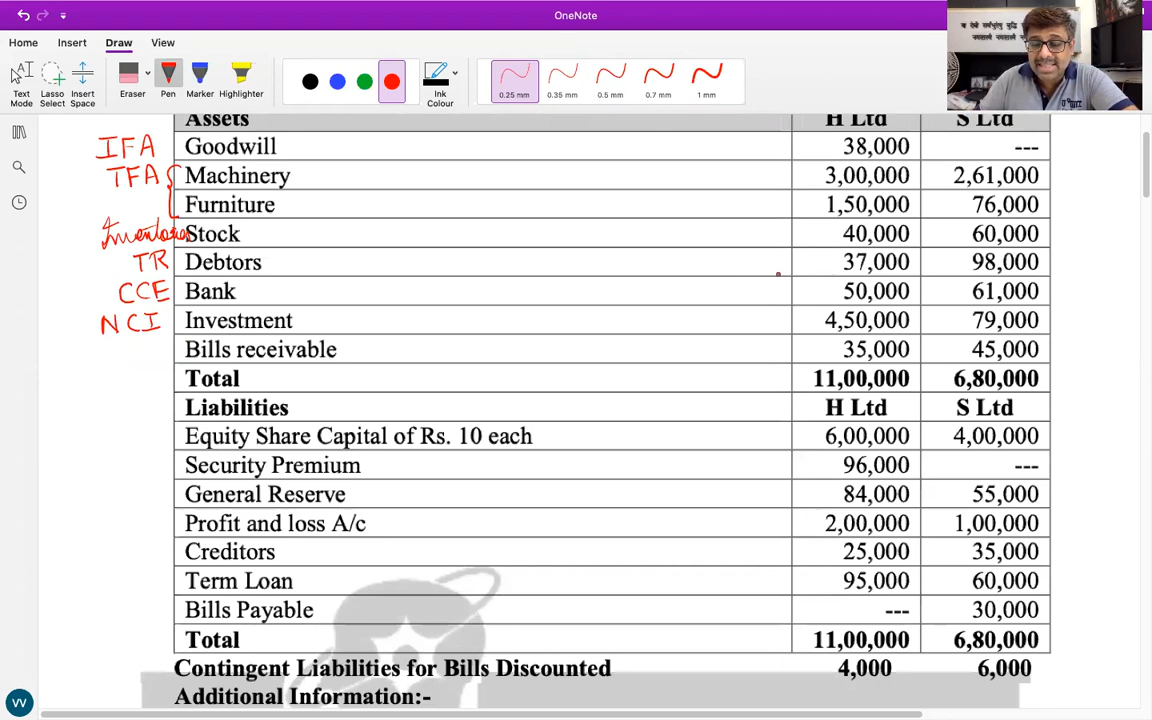 OneNote
Home Insert Draw View
Text Mode Lasso Select Insert Space Eraser Pen Marker Highlighter Ink Colour 0.25 mm 0.35 mm 0.5 mm 0.7 mm 1 mm
Assets H Ltd S Ltd
IFA Goodwill 38,000 ---
TFA Machinery 3,00,000 2,61,000
Furniture 1,50,000 76,000
Inventories Stock 40,000 60,000
TR Debtors 37,000 98,000
CCE Bank 50,000 61,000
NCI Investment 4,50,000 79,000
Bills receivable 35,000 45,000
Total 11,00,000 6,80,000
Liabilities H Ltd S Ltd
Equity Share Capital of Rs. 10 each 6,00,000 4,00,000
Security Premium 96,000 ---
General Reserve 84,000 55,000
Profit and loss A/c 2,00,000 1,00,000
Creditors 25,000 35,000
Term Loan 95,000 60,000
Bills Payable --- 30,000
Total 11,00,000 6,80,000
Contingent Liabilities for Bills Discounted 4,000 6,000
Additional Information:-
VV